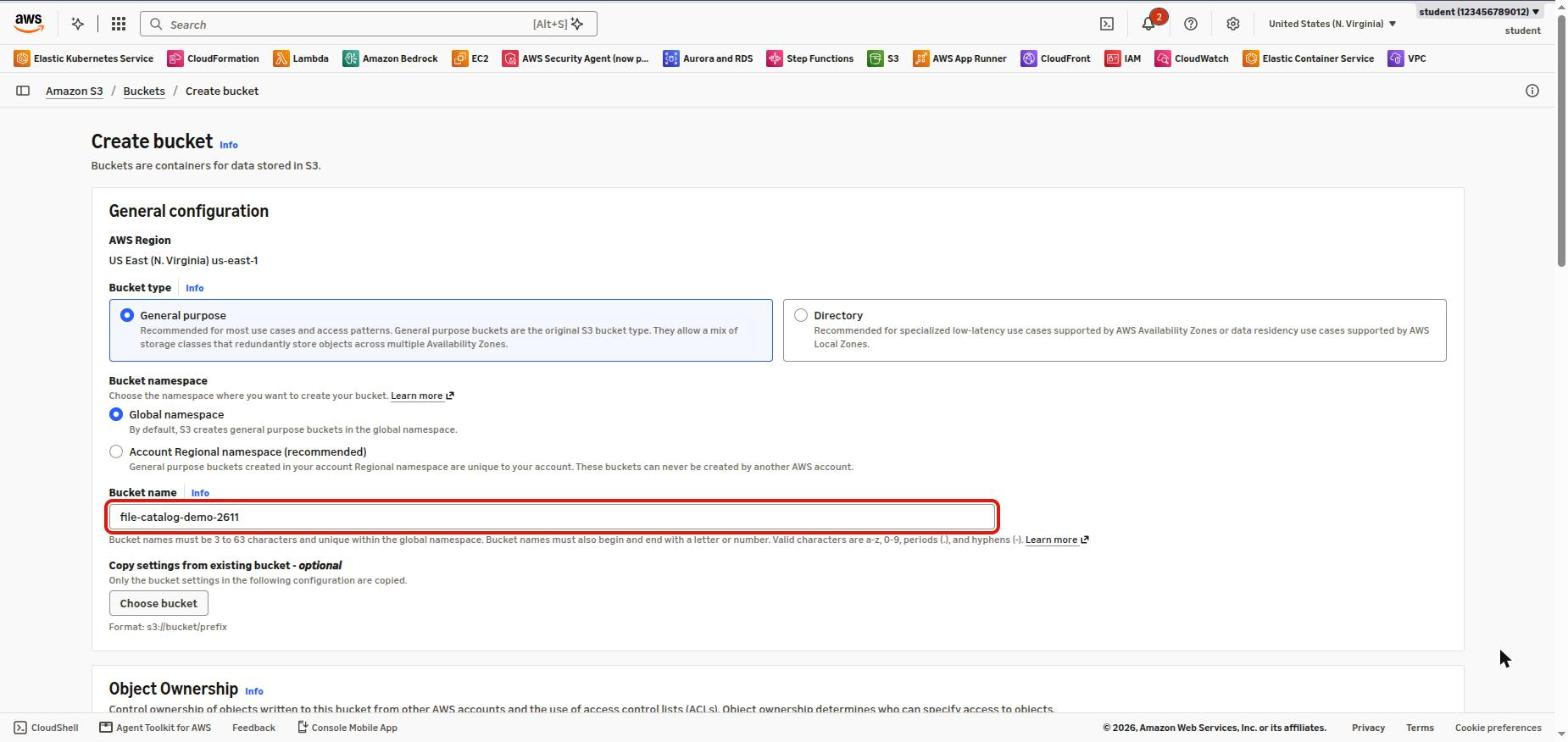 aws
Search [Alt+S]
2
United States (N. Virginia) ▼
student (123456789012) ▼
student
Elastic Kubernetes Service CloudFormation Lambda Amazon Bedrock EC2 AWS Security Agent (now p... Aurora and RDS Step Functions S3 AWS App Runner CloudFront IAM CloudWatch Elastic Container Service VPC
Amazon S3 / Buckets / Create bucket
Create bucket Info
Buckets are containers for data stored in S3.
General configuration
AWS Region
US East (N. Virginia) us-east-1
Bucket type Info
General purpose
Recommended for most use cases and access patterns. General purpose buckets are the original S3 bucket type. They allow a mix of
storage classes that redundantly store objects across multiple Availability Zones.
Directory
Recommended for specialized low-latency use cases supported by AWS Availability Zones or data residency use cases supported by AWS
Local Zones.
Bucket namespace
Choose the namespace where you want to create your bucket. Learn more
Global namespace
By default, S3 creates general purpose buckets in the global namespace.
Account Regional namespace (recommended)
General purpose buckets created in your account Regional namespace are unique to your account. These buckets can never be created by another AWS account.
Bucket name Info
file-catalog-demo-2611
Bucket names must be 3 to 63 characters and unique within the global namespace. Bucket names must also begin and end with a letter or number. Valid characters are a-z, 0-9, periods (.), and hyphens (-). Learn more
Copy settings from existing bucket - optional
Only the bucket settings in the following configuration are copied.
Choose bucket
Format: s3://bucket/prefix
Object Ownership Info
Control ownership of objects written to this bucket from other AWS accounts and the use of access control lists (ACLs). Object ownership determines who can specify access to objects.
CloudShell Agent Toolkit for AWS Feedback Console Mobile App © 2026, Amazon Web Services, Inc. or its affiliates. Privacy Terms Cookie preferences